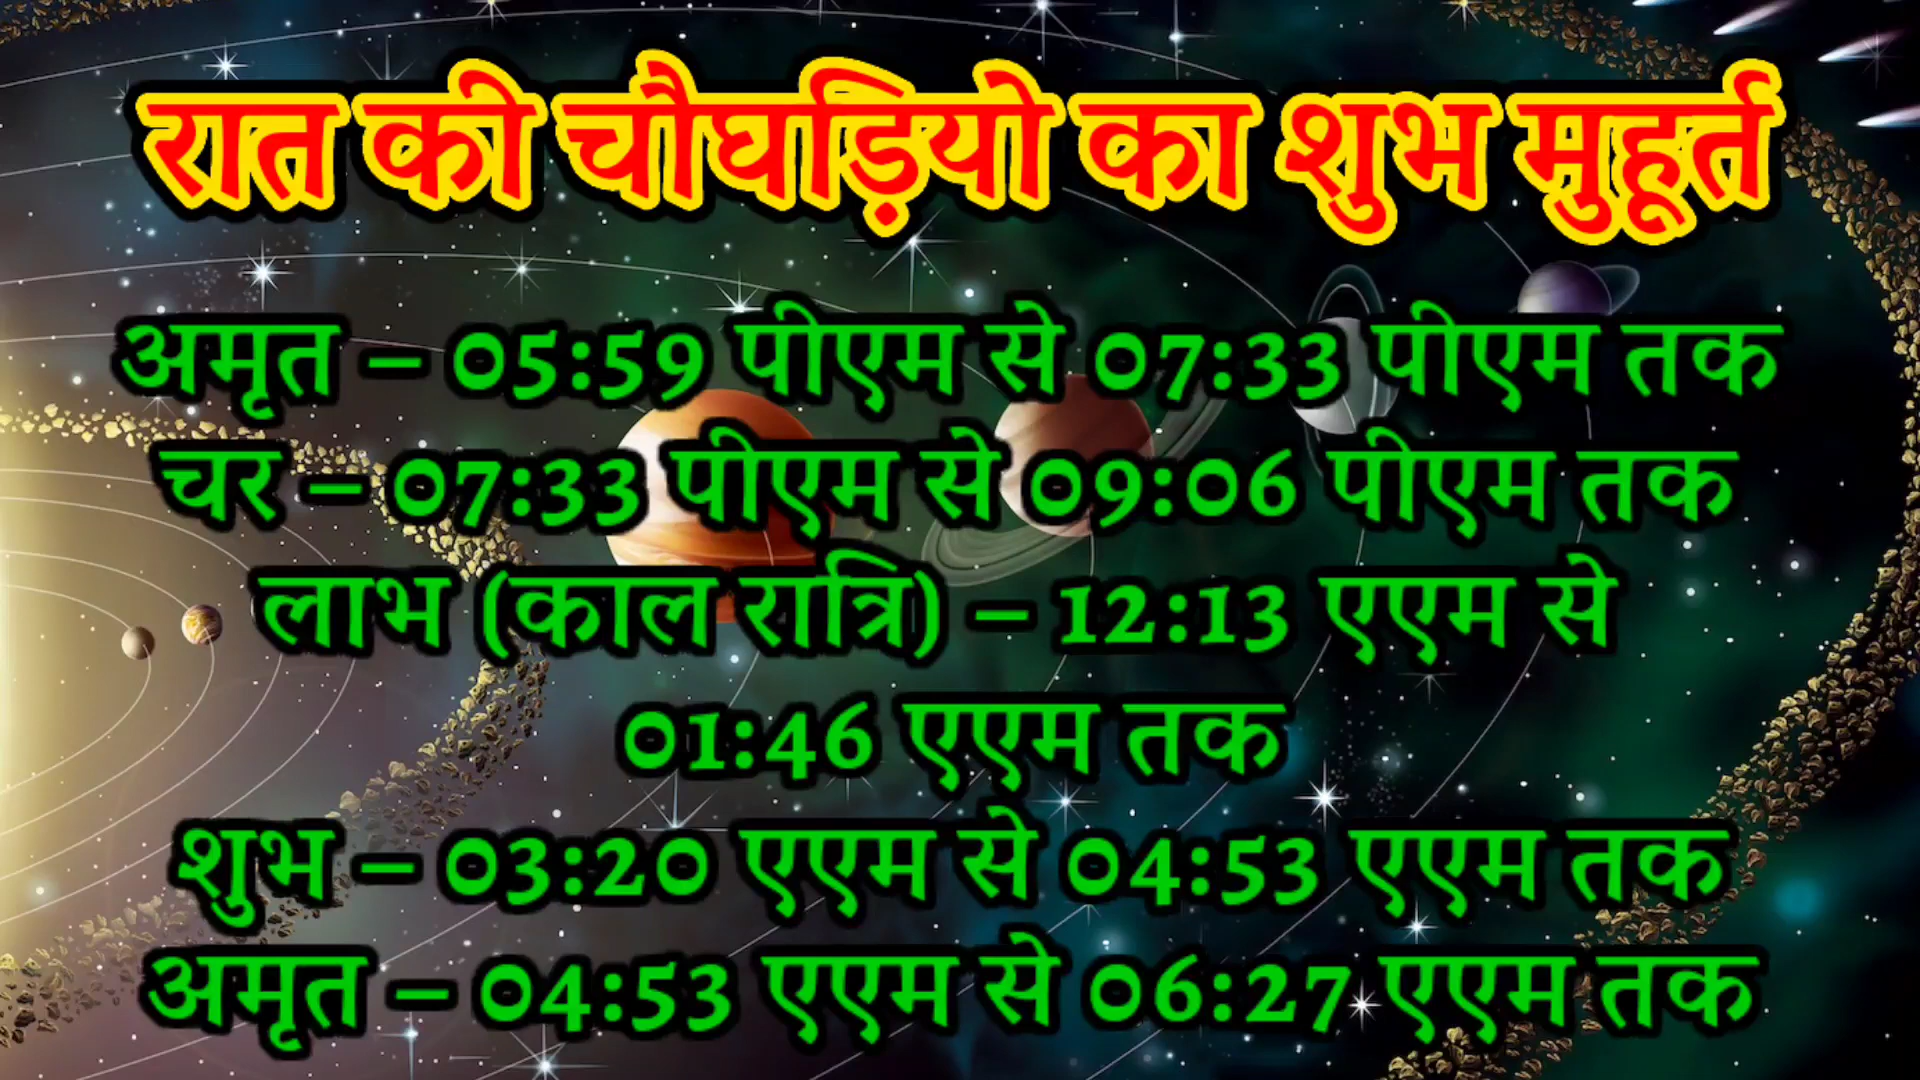 रात को चौघड़ियो का शुभ मुहूर्त
अमृत – 05:59 पीएम से 07:33 पीएम तक
चर – 07:33 पीएम से 09:06 पीएम तक
लाभ (काल रात्रि) – 12:13 एएम से
01:46 एएम तक
शुभ – 03:20 एएम से 04:53 एएम तक
अमृत – 04:53 एएम से 06:27 एएम तक